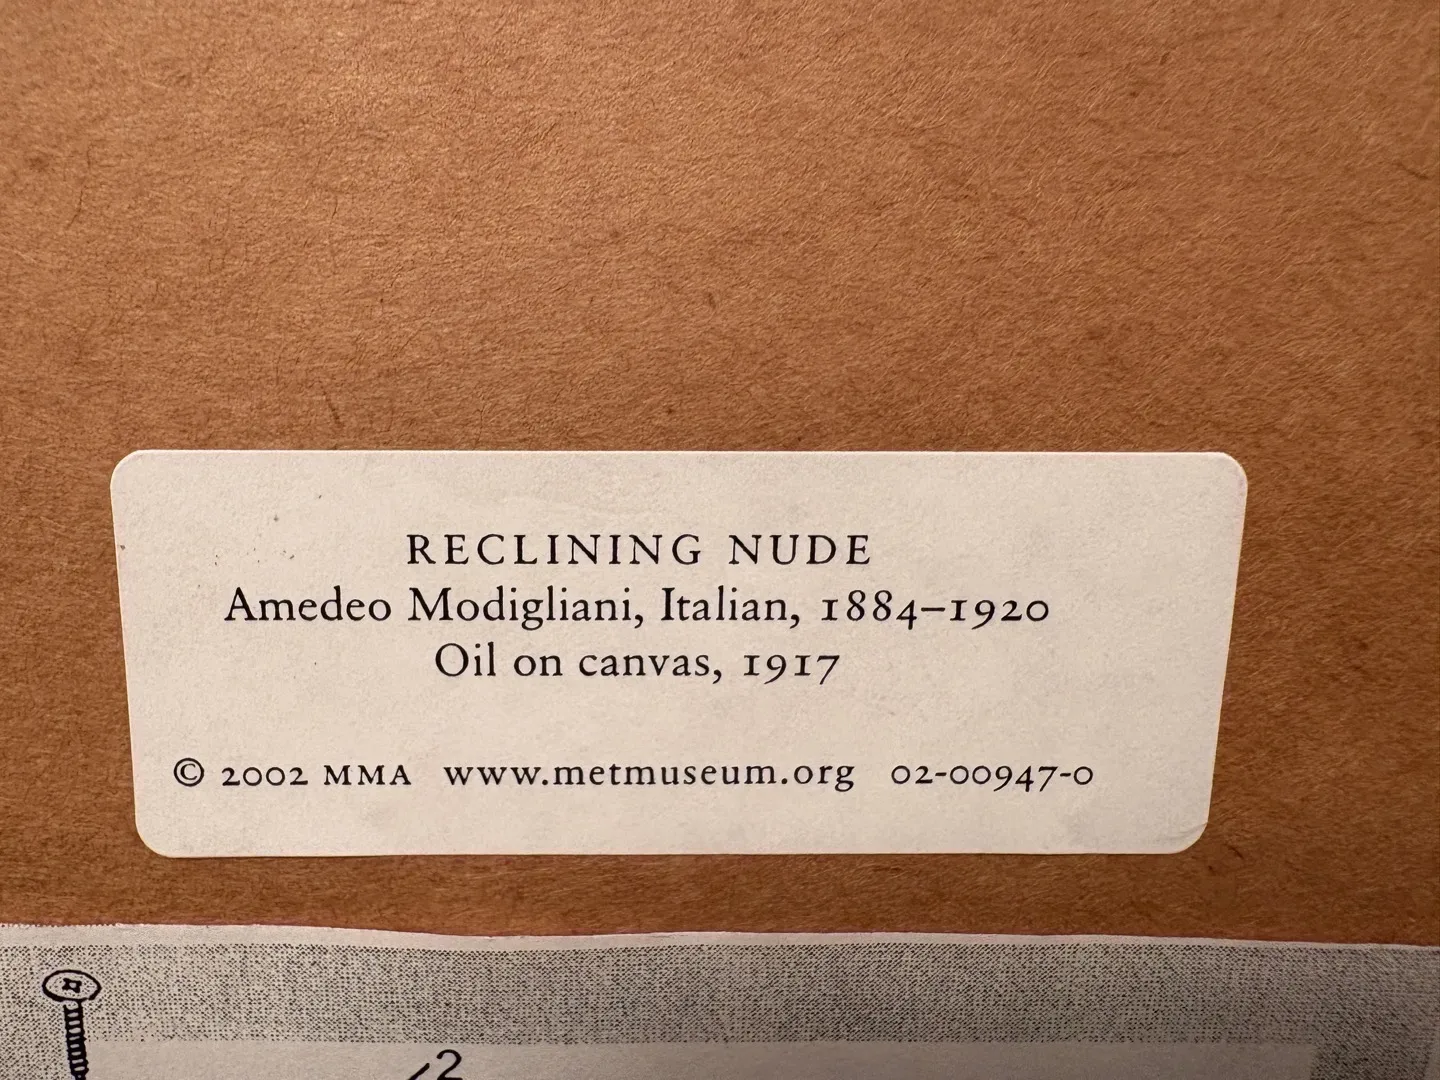 RECLINING NUDE
Amedeo Modigliani, Italian, 1884–1920
Oil on canvas, 1917
© 2002 MMA www.metmuseum.org 02-00947-0
2